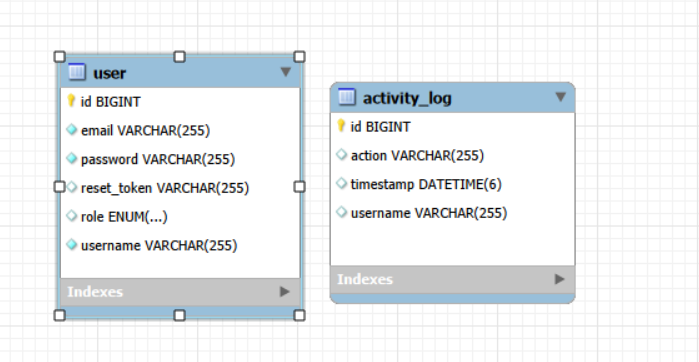 user
id BIGINT
email VARCHAR(255)
password VARCHAR(255)
reset_token VARCHAR(255)
role ENUM(...)
username VARCHAR(255)
Indexes
activity_log
id BIGINT
action VARCHAR(255)
timestamp DATETIME(6)
username VARCHAR(255)
Indexes